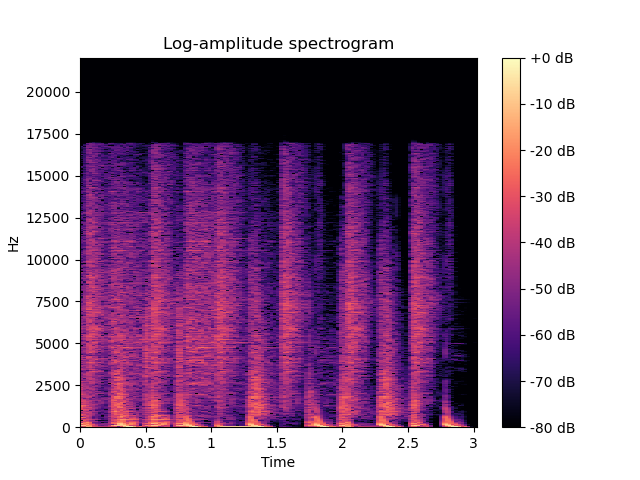 Log-amplitude spectrogram
Hz
20000
17500
15000
12500
10000
7500
5000
2500
0
0 0.5 1 1.5 2 2.5 3
Time
+0 dB
-10 dB
-20 dB
-30 dB
-40 dB
-50 dB
-60 dB
-70 dB
-80 dB